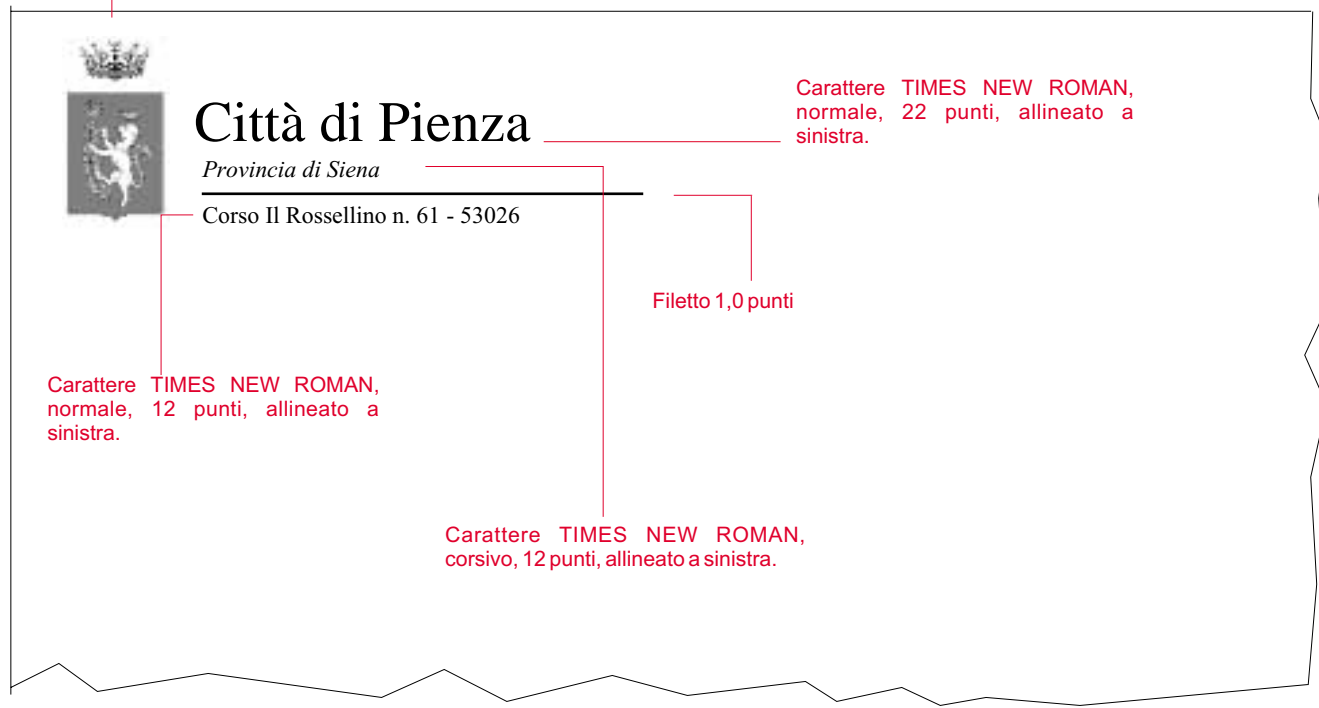 Città di Pienza
Provincia di Siena
Corso Il Rossellino n. 61 - 53026
Carattere TIMES NEW ROMAN,
normale, 22 punti, allineato a
sinistra.
Filetto 1,0 punti
Carattere TIMES NEW ROMAN,
normale, 12 punti, allineato a
sinistra.
Carattere TIMES NEW ROMAN,
corsivo, 12 punti, allineato a sinistra.